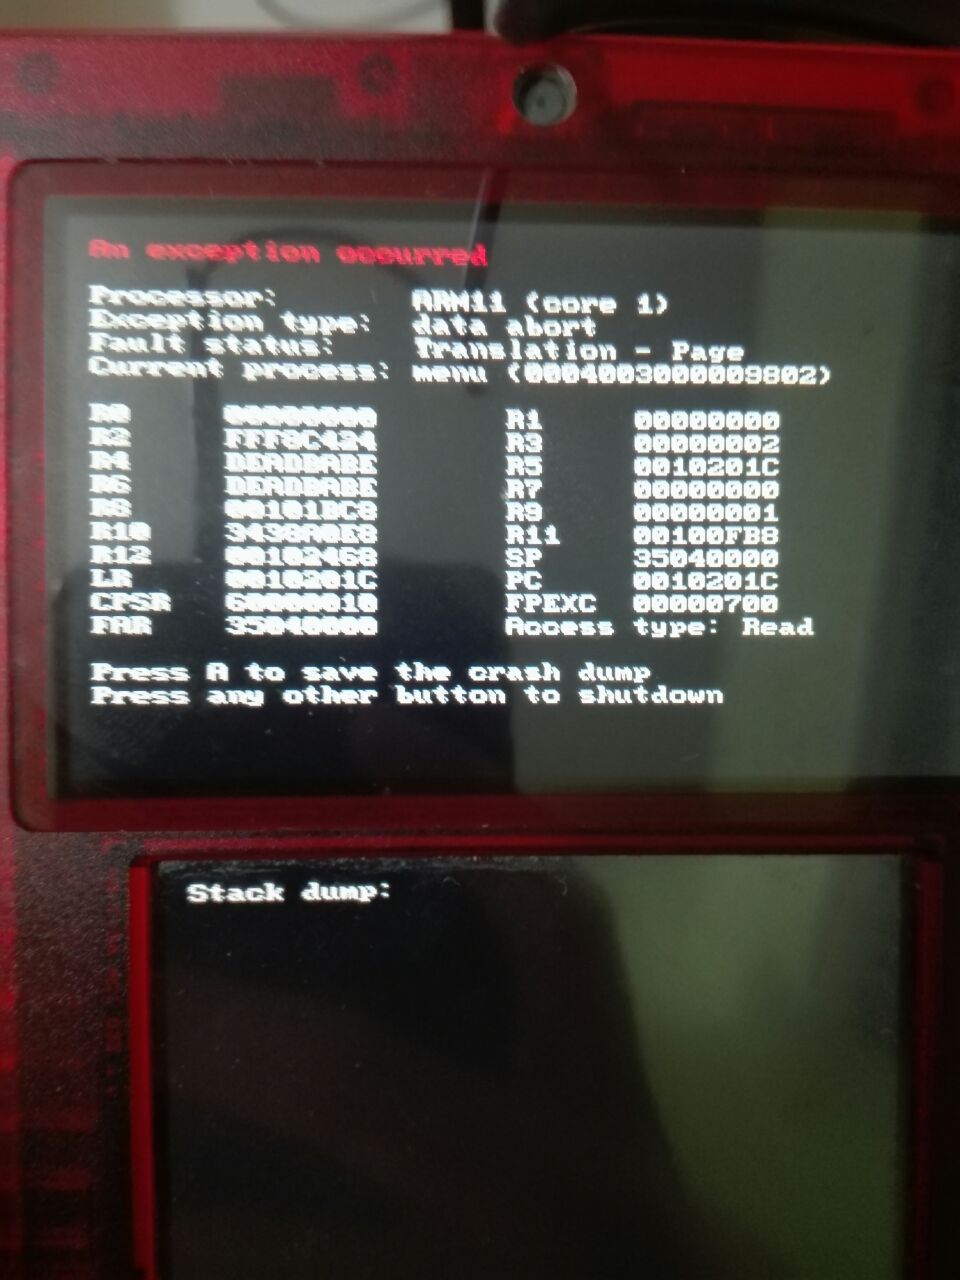 An exception occurred
Processor: ARM11 (core 1)
Exception type: data abort
Fault status: Translation - Page
Current process: menu (0004003000009802)
R0 00000000 R1 00000000
R2 FFF8C424 R3 00000002
R4 DEADBABE R5 0010201C
R6 DEADBABE R7 00000000
R8 00101BC8 R9 00000001
R10 3438A0E8 R11 00100FB8
R12 00102468 SP 35040000
LR 0010201C PC 0010201C
CPSR 60000010 FPEXC 00000700
FAR 35040000 Access type: Read
Press A to save the crash dump
Press any other button to shutdown
Stack dump: